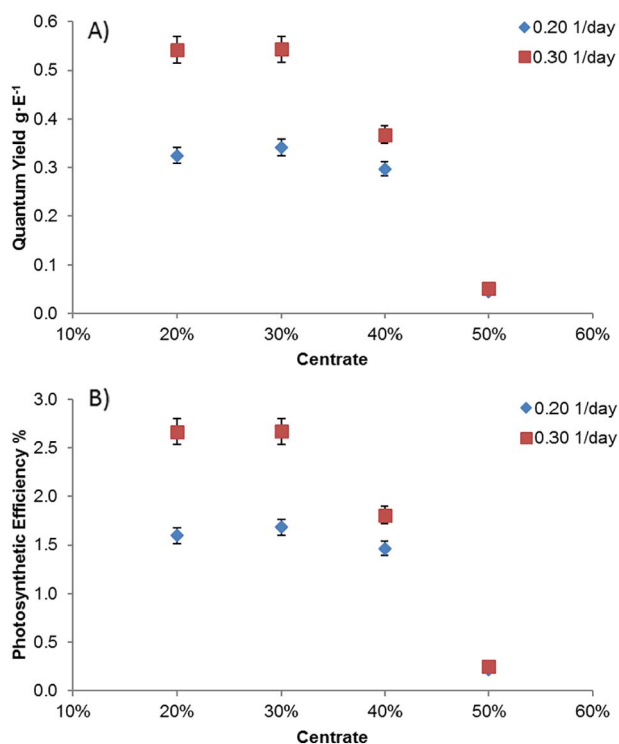 A)
0.20 1/day
0.30 1/day
Quantum Yield g·E⁻¹
0.6
0.5
0.4
0.3
0.2
0.1
0.0
10% 20% 30% 40% 50% 60%
Centrate
B)
0.20 1/day
0.30 1/day
Photosynthetic Efficiency %
3.0
2.5
2.0
1.5
1.0
0.5
0.0
10% 20% 30% 40% 50% 60%
Centrate